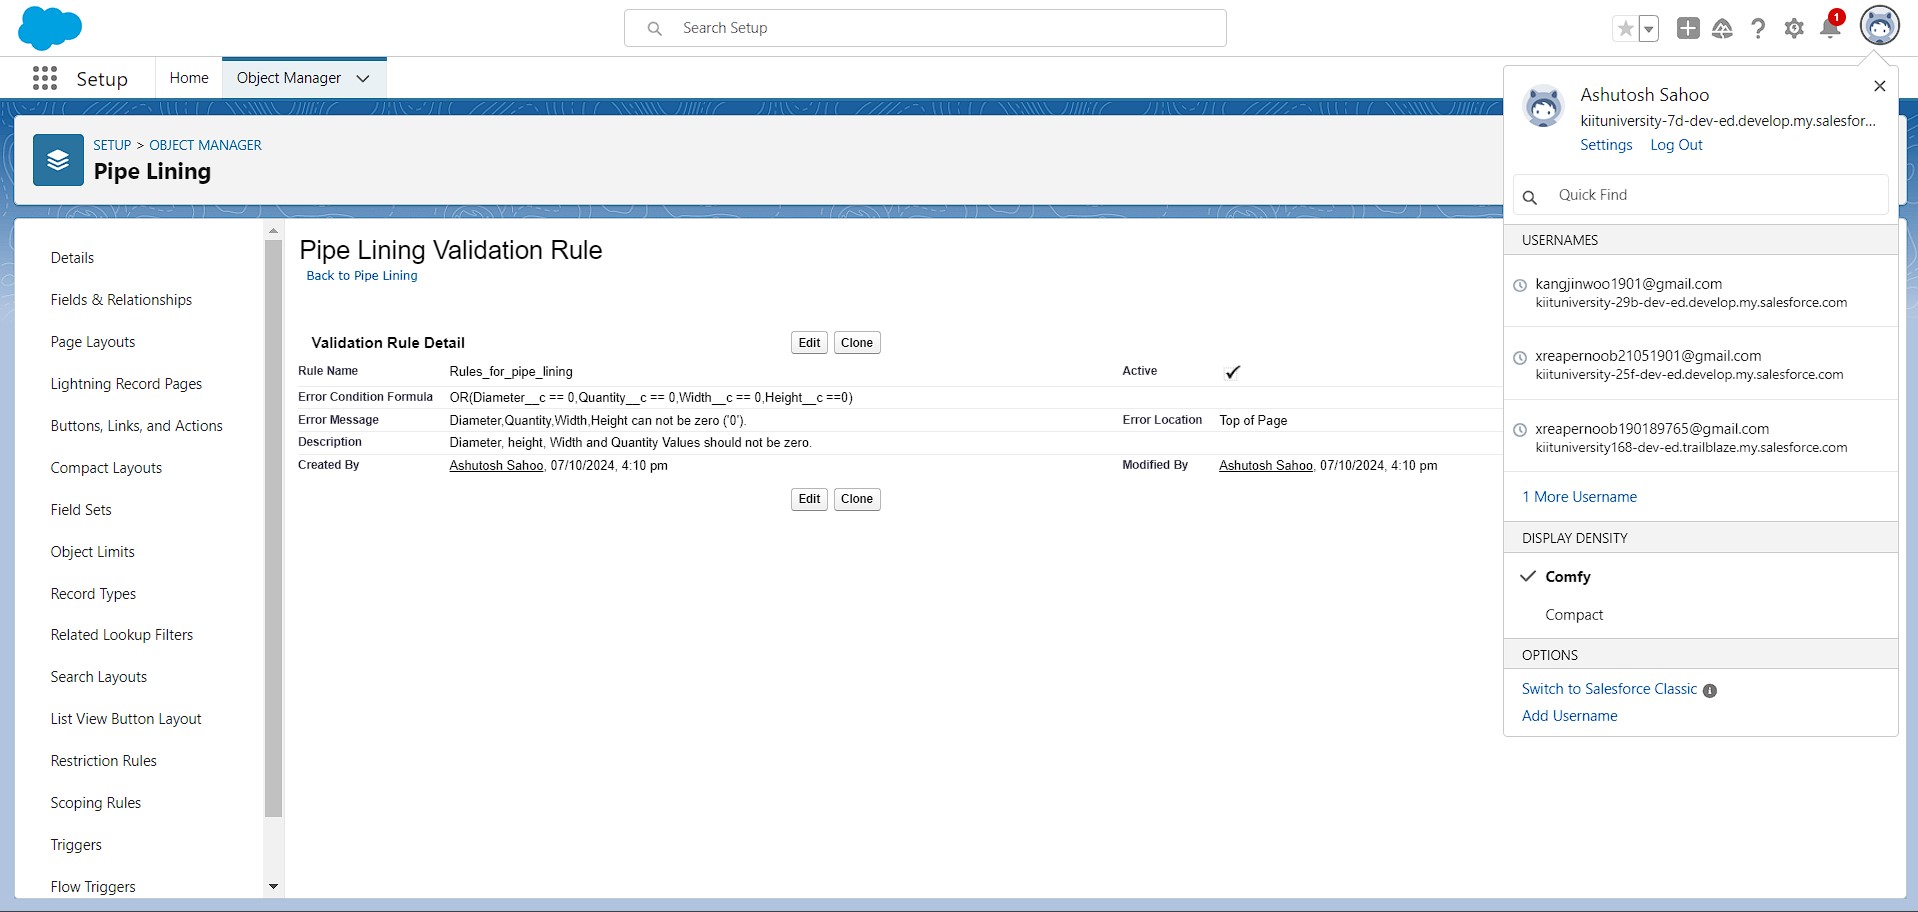 Search Setup
1
Setup
Home
Object Manager
SETUP > OBJECT MANAGER
Pipe Lining
Details
Fields & Relationships
Page Layouts
Lightning Record Pages
Buttons, Links, and Actions
Compact Layouts
Field Sets
Object Limits
Record Types
Related Lookup Filters
Search Layouts
List View Button Layout
Restriction Rules
Scoping Rules
Triggers
Flow Triggers
Pipe Lining Validation Rule
Back to Pipe Lining
Validation Rule Detail
Edit
Clone
Rule Name Rules_for_pipe_lining
Active
Error Condition Formula OR(Diameter__c == 0,Quantity__c == 0,Width__c == 0,Height__c ==0)
Error Message Diameter,Quantity,Width,Height can not be zero ('0').
Error Location Top of Page
Description Diameter, height, Width and Quantity Values should not be zero.
Created By Ashutosh Sahoo, 07/10/2024, 4:10 pm
Modified By Ashutosh Sahoo, 07/10/2024, 4:10 pm
Edit
Clone
Ashutosh Sahoo
kiituniversity-7d-dev-ed.develop.my.salesfor...
Settings
Log Out
Quick Find
USERNAMES
kangjinwoo1901@gmail.com
kiituniversity-29b-dev-ed.develop.my.salesforce.com
xreapernoob21051901@gmail.com
kiituniversity-25f-dev-ed.develop.my.salesforce.com
xreapernoob190189765@gmail.com
kiituniversity168-dev-ed.trailblaze.my.salesforce.com
1 More Username
DISPLAY DENSITY
Comfy
Compact
OPTIONS
Switch to Salesforce Classic
Add Username